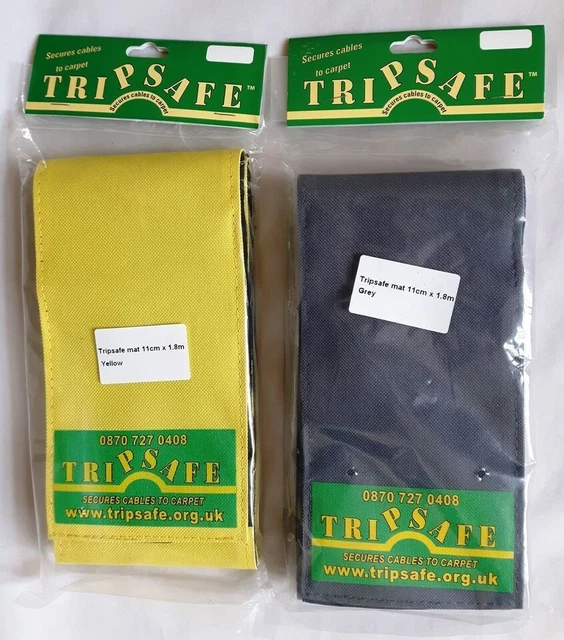 Secures cables
to carpet
TRIPSAFE™
Secures cables to carpet
Tripsafe mat 11cm x 1.8m
Yellow
0870 727 0408
TRIPSAFE
SECURES CABLES TO CARPET
www.tripsafe.org.uk
Secures cables
to carpet
TRIPSAFE™
Secures cables to carpet
Tripsafe mat 11cm x 1.8m
Grey
0870 727 0408
TRIPSAFE
SECURES CABLES TO CARPET
www.tripsafe.org.uk